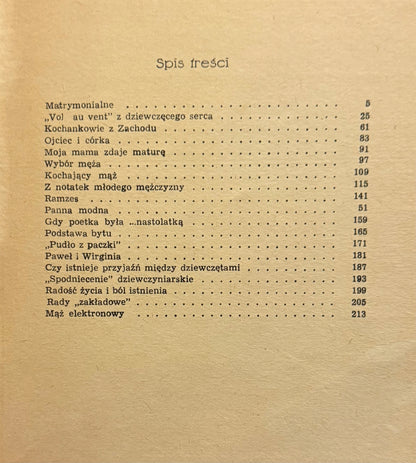 Spis treści
Matrymonialne . . . . . . . . . . . . . . . 5
„Vol au vent” z dziewczęcego serca . . . . . . . . . 25
Kochankowie z Zachodu . . . . . . . . . . . . 61
Ojciec i córka . . . . . . . . . . . . . . . 83
Moja mama zdaje maturę . . . . . . . . . . . . 91
Wybór męża . . . . . . . . . . . . . . . . 97
Kochający mąż . . . . . . . . . . . . . . . 109
Z notatek młodego mężczyzny . . . . . . . . . . 115
Ramzes . . . . . . . . . . . . . . . . . 141
Panna modna . . . . . . . . . . . . . . . 51
Gdy poetka była ...nastolatką . . . . . . . . . . 159
Podstawa bytu . . . . . . . . . . . . . . . 165
„Pudło z paczki” . . . . . . . . . . . . . . 171
Paweł i Wirginia . . . . . . . . . . . . . . 181
Czy istnieje przyjaźń między dziewczętami . . . . . . 187
„Spodniecenie” dziewczyniarskie . . . . . . . . . 193
Radość życia i ból istnienia . . . . . . . . . . . 199
Rady „zakładowe” . . . . . . . . . . . . . . 205
Mąż elektronowy . . . . . . . . . . . . . . 213